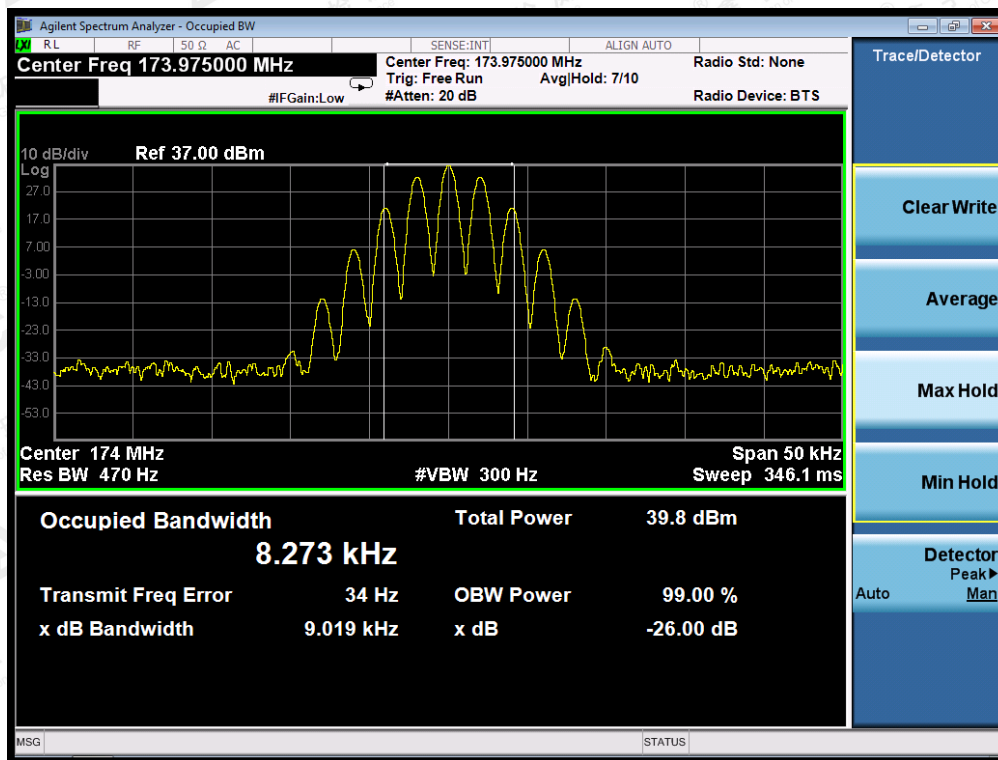 Agilent Spectrum Analyzer - Occupied BW
LXI RL RF 50 Ω AC SENSE:INT ALIGN AUTO
Center Freq 173.975000 MHz
Center Freq: 173.975000 MHz Radio Std: None
Trig: Free Run Avg|Hold: 7/10
#IFGain:Low #Atten: 20 dB Radio Device: BTS
10 dB/div Ref 37.00 dBm
Log
27.0
17.0
7.00
-3.00
-13.0
-23.0
-33.0
-43.0
-53.0
Center 174 MHz Span 50 kHz
Res BW 470 Hz #VBW 300 Hz Sweep 346.1 ms
Occupied Bandwidth Total Power 39.8 dBm
8.273 kHz
Transmit Freq Error 34 Hz OBW Power 99.00 %
x dB Bandwidth 9.019 kHz x dB -26.00 dB
MSG STATUS
Trace/Detector
Clear Write
Average
Max Hold
Min Hold
Detector
Peak▶
Auto Man